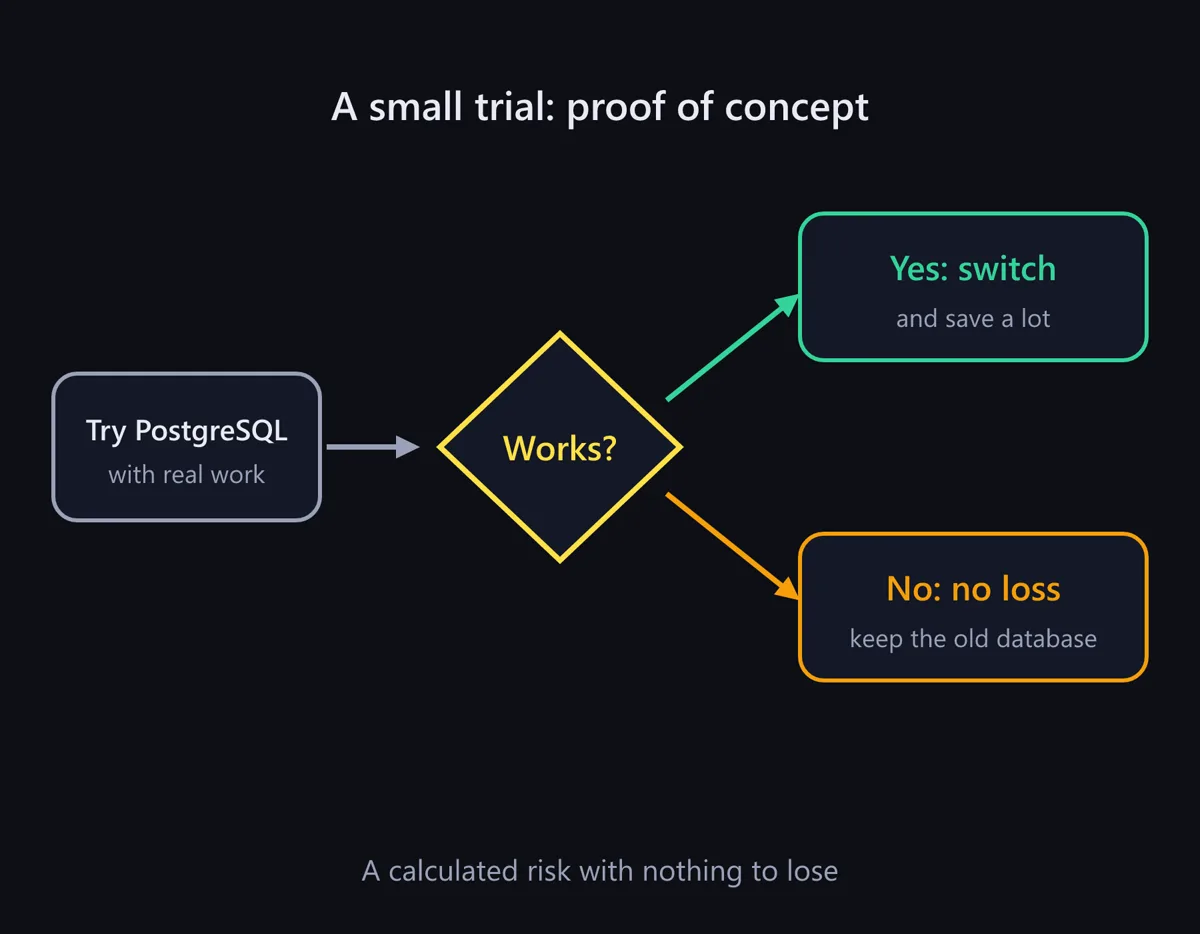 A small trial: proof of concept
Try PostgreSQL
with real work
Works?
Yes: switch
and save a lot
No: no loss
keep the old database
A calculated risk with nothing to lose